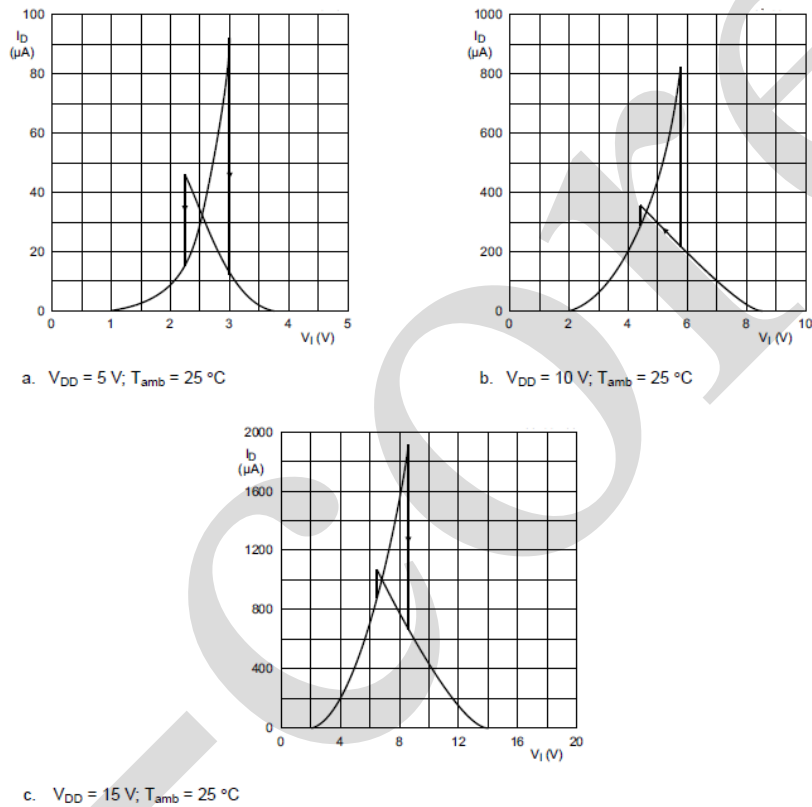 100
I_D
(µA)
80
60
40
20
0
0 1 2 3 4 5
V_I (V)
a. V_DD = 5 V; T_amb = 25 °C
1000
I_D
(µA)
800
600
400
200
0
0 2 4 6 8 10
V_I (V)
b. V_DD = 10 V; T_amb = 25 °C
2000
I_D
(µA)
1600
1200
800
400
0
0 4 8 12 16 20
V_I (V)
c. V_DD = 15 V; T_amb = 25 °C